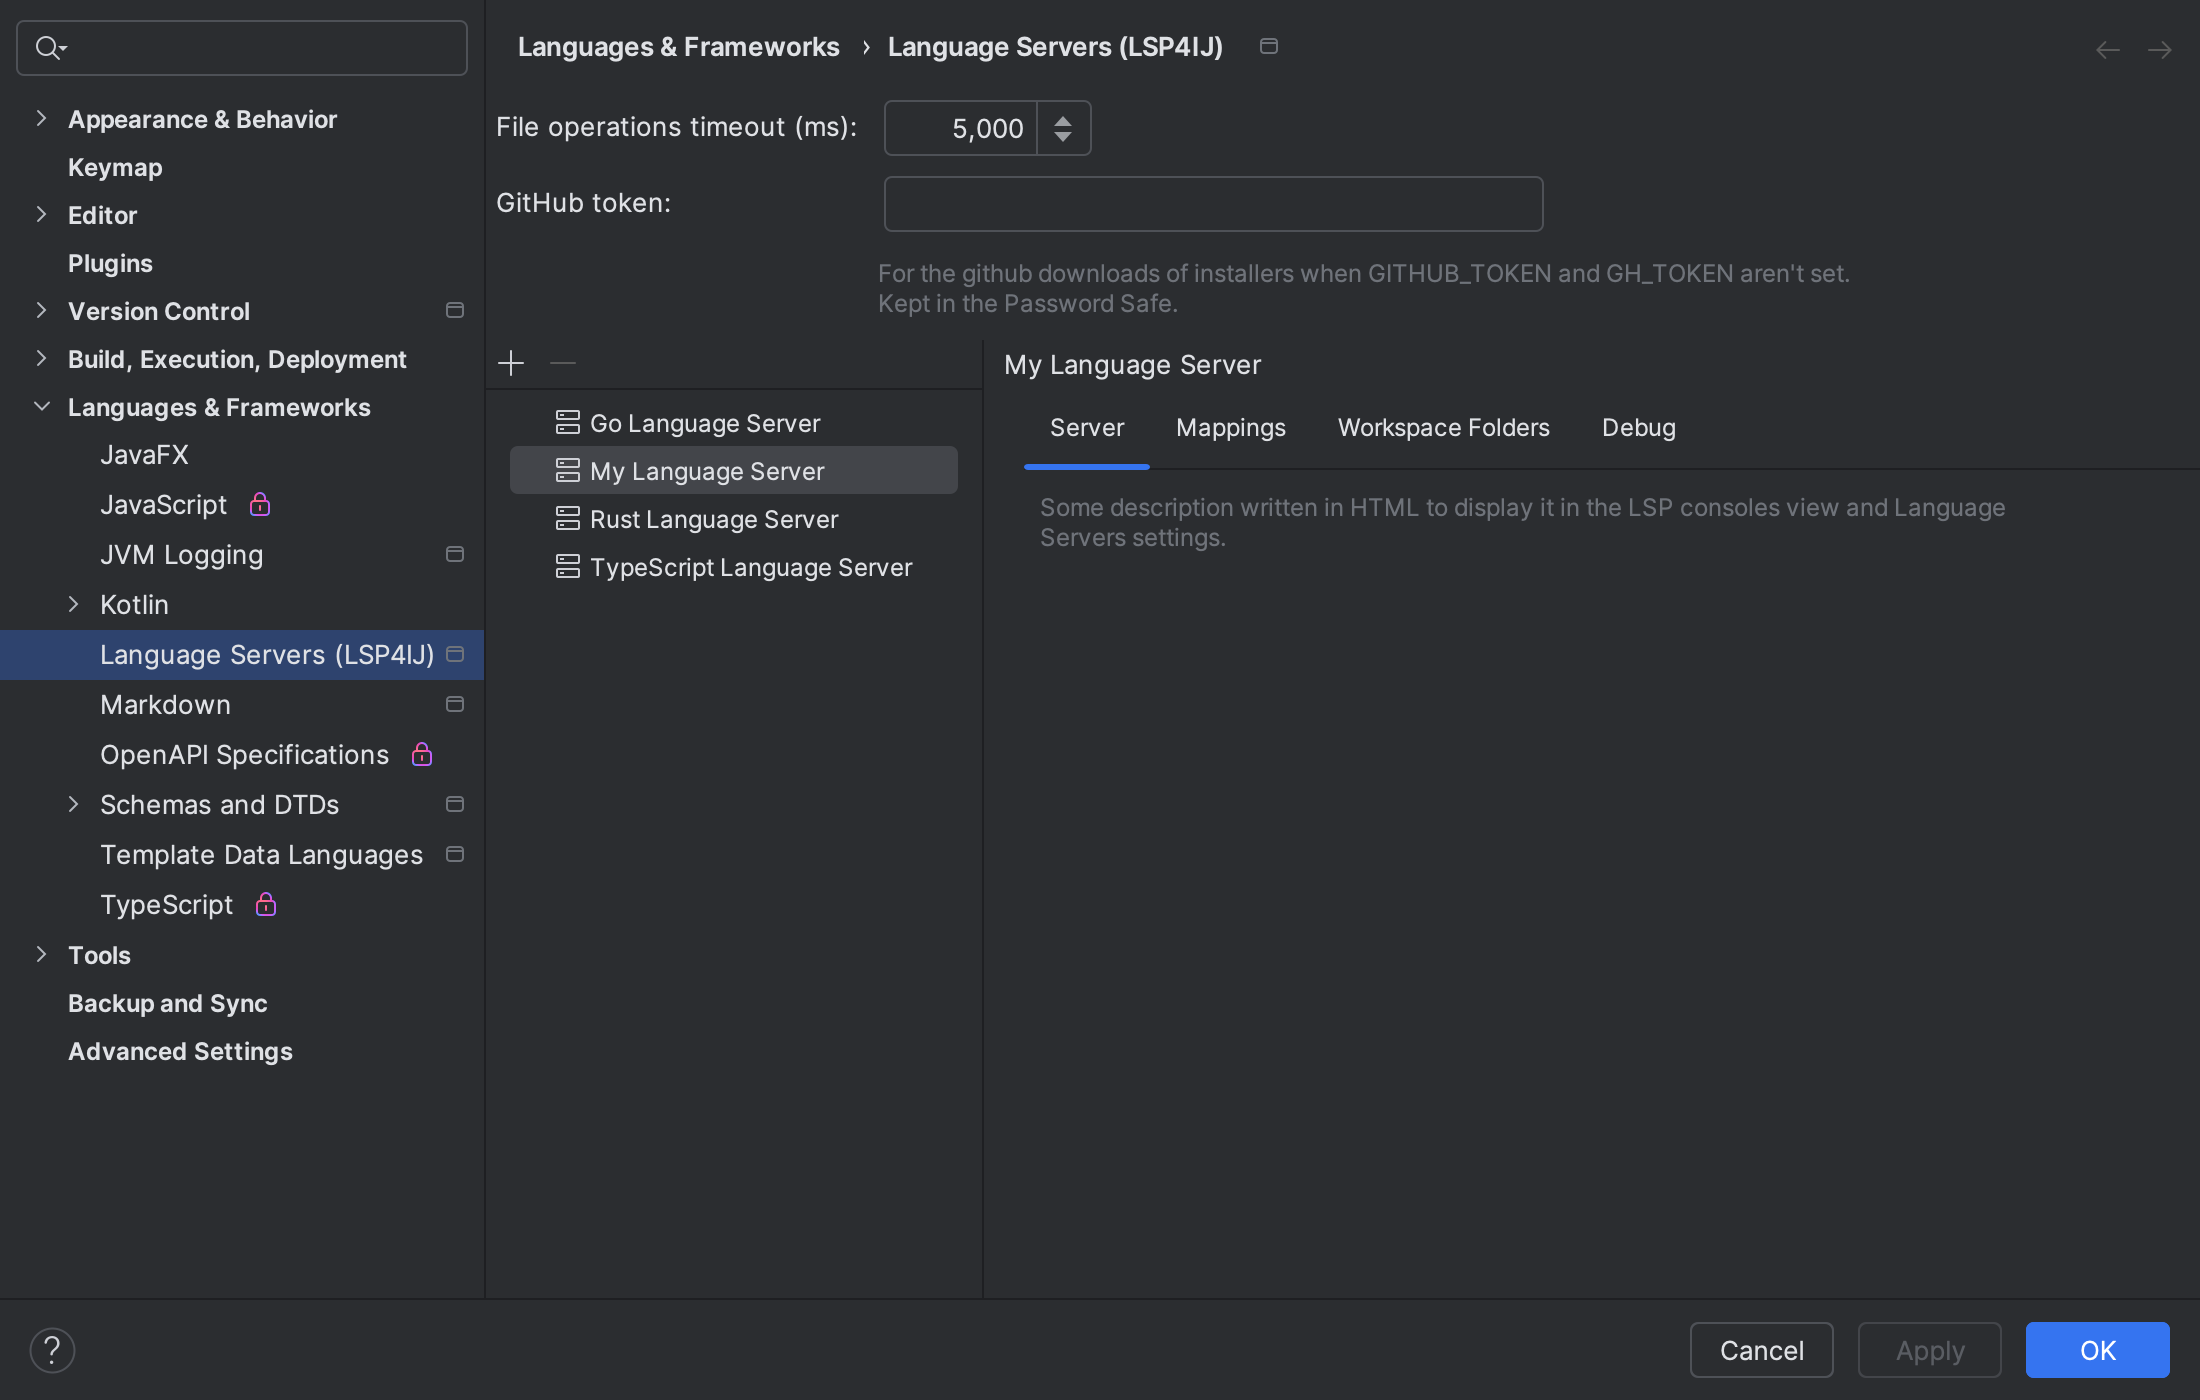 Appearance & Behavior
Keymap
Editor
Plugins
Version Control
Build, Execution, Deployment
Languages & Frameworks
JavaFX
JavaScript
JVM Logging
Kotlin
Language Servers (LSP4IJ)
Markdown
OpenAPI Specifications
Schemas and DTDs
Template Data Languages
TypeScript
Tools
Backup and Sync
Advanced Settings
Languages & Frameworks › Language Servers (LSP4IJ)
File operations timeout (ms): 5,000
GitHub token:
For the github downloads of installers when GITHUB_TOKEN and GH_TOKEN aren't set.
Kept in the Password Safe.
Go Language Server
My Language Server
Rust Language Server
TypeScript Language Server
My Language Server
Server Mappings Workspace Folders Debug
Some description written in HTML to display it in the LSP consoles view and Language
Servers settings.
? Cancel Apply OK